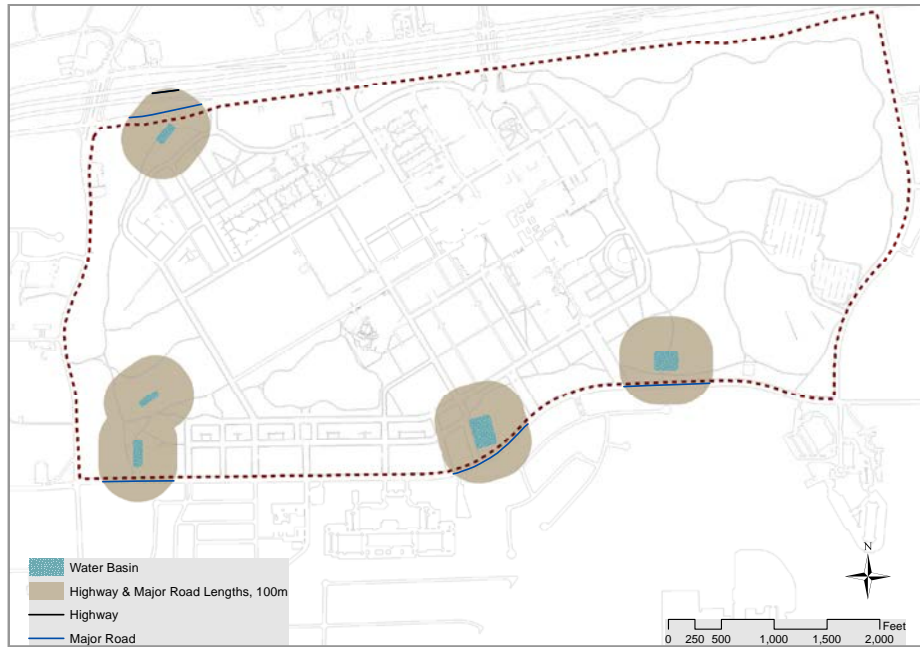 N
Water Basin
Highway & Major Road Lengths, 100m
Highway
Major Road
Feet
0 250 500 1,000 1,500 2,000